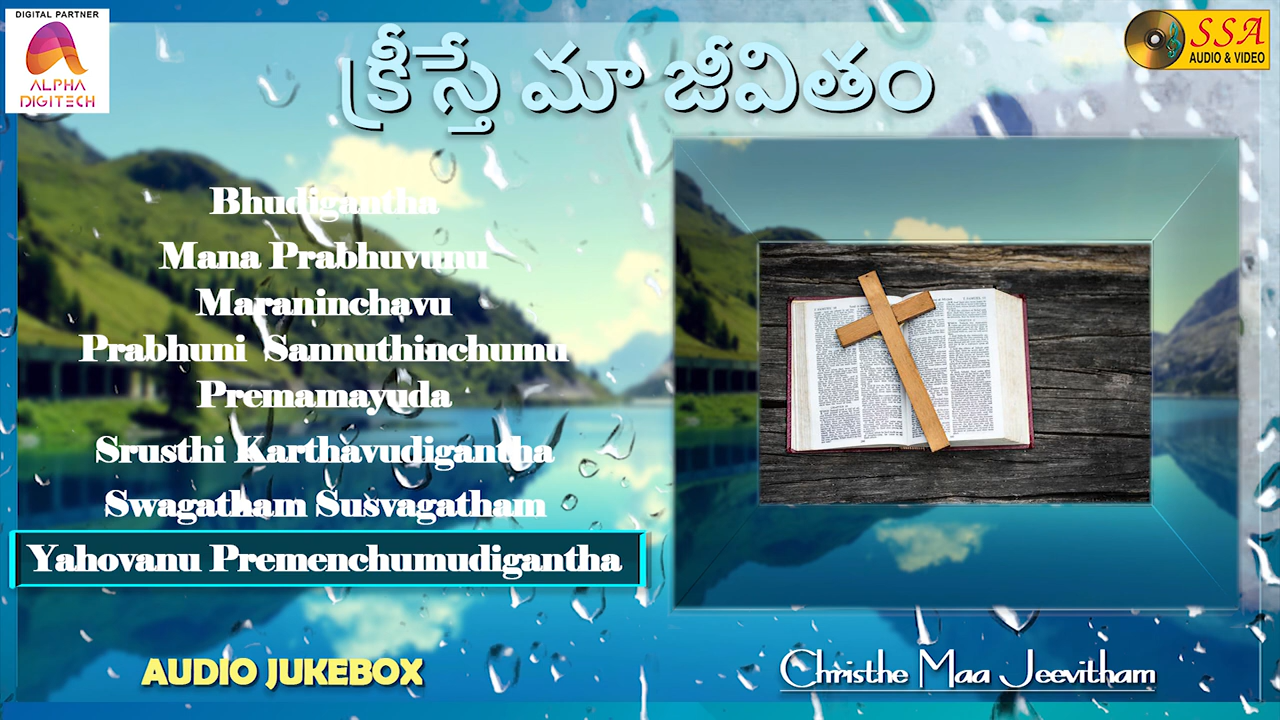 DIGITAL PARTNER
ALPHA
DIGITECH
SSA
AUDIO & VIDEO
క్రీస్తే మా జీవితం
Bhudigantha
Mana Prabhuvunu
Maraninchavu
Prabhuni Sannuthinchumu
Premamayuda
Srusthi Karthavudigantha
Swagatham Susvagatham
Yahovanu Premenchumudigantha
AUDIO JUKEBOX
Christhe Maa Jeevitham